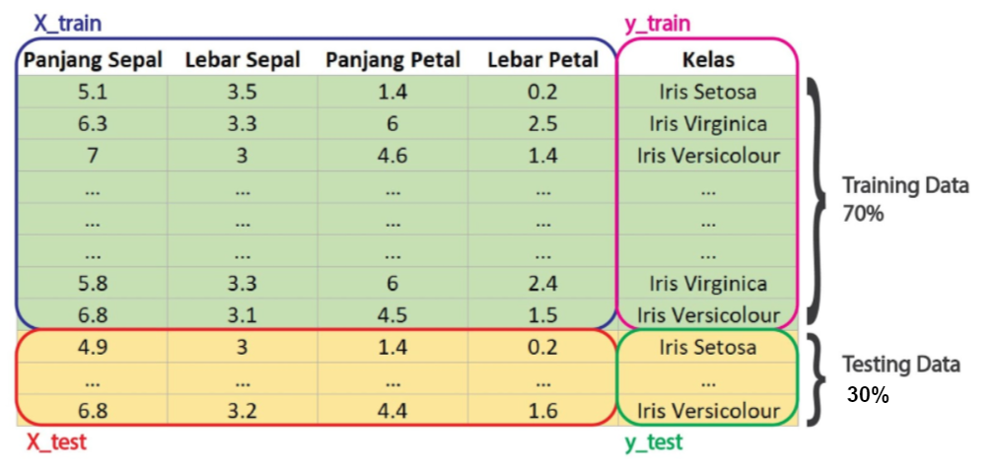 X_train y_train
Panjang Sepal Lebar Sepal Panjang Petal Lebar Petal Kelas
5.1 3.5 1.4 0.2 Iris Setosa
6.3 3.3 6 2.5 Iris Virginica
7 3 4.6 1.4 Iris Versicolour
... ... ... ... ...
... ... ... ... ...
... ... ... ... ...
5.8 3.3 6 2.4 Iris Virginica
6.8 3.1 4.5 1.5 Iris Versicolour
Training Data
70%
4.9 3 1.4 0.2 Iris Setosa
... ... ... ... ...
6.8 3.2 4.4 1.6 Iris Versicolour
Testing Data
30%
X_test y_test